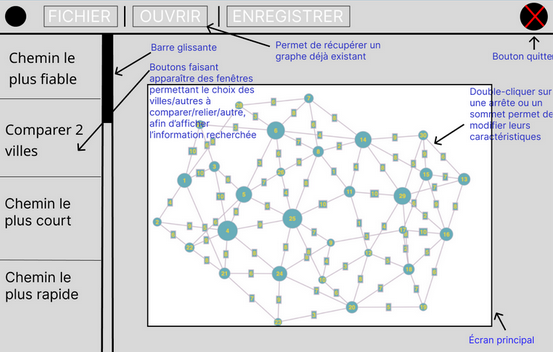 FICHIER
OUVRIR
ENREGISTRER
Chemin le
plus fiable
Comparer 2
villes
Chemin le
plus court
Chemin le
plus rapide
Barre glissante
Permet de récupérer un
graphe déjà existant
Bouton quitter
Boutons faisant
apparaître des fenêtres
permettant le choix des
villes/autres à
comparer/relier/autre,
afin d'afficher
l'information recherchée
Double-cliquer sur
une arrête ou un
sommet permet de
modifier leurs
caractéristiques
Écran principal